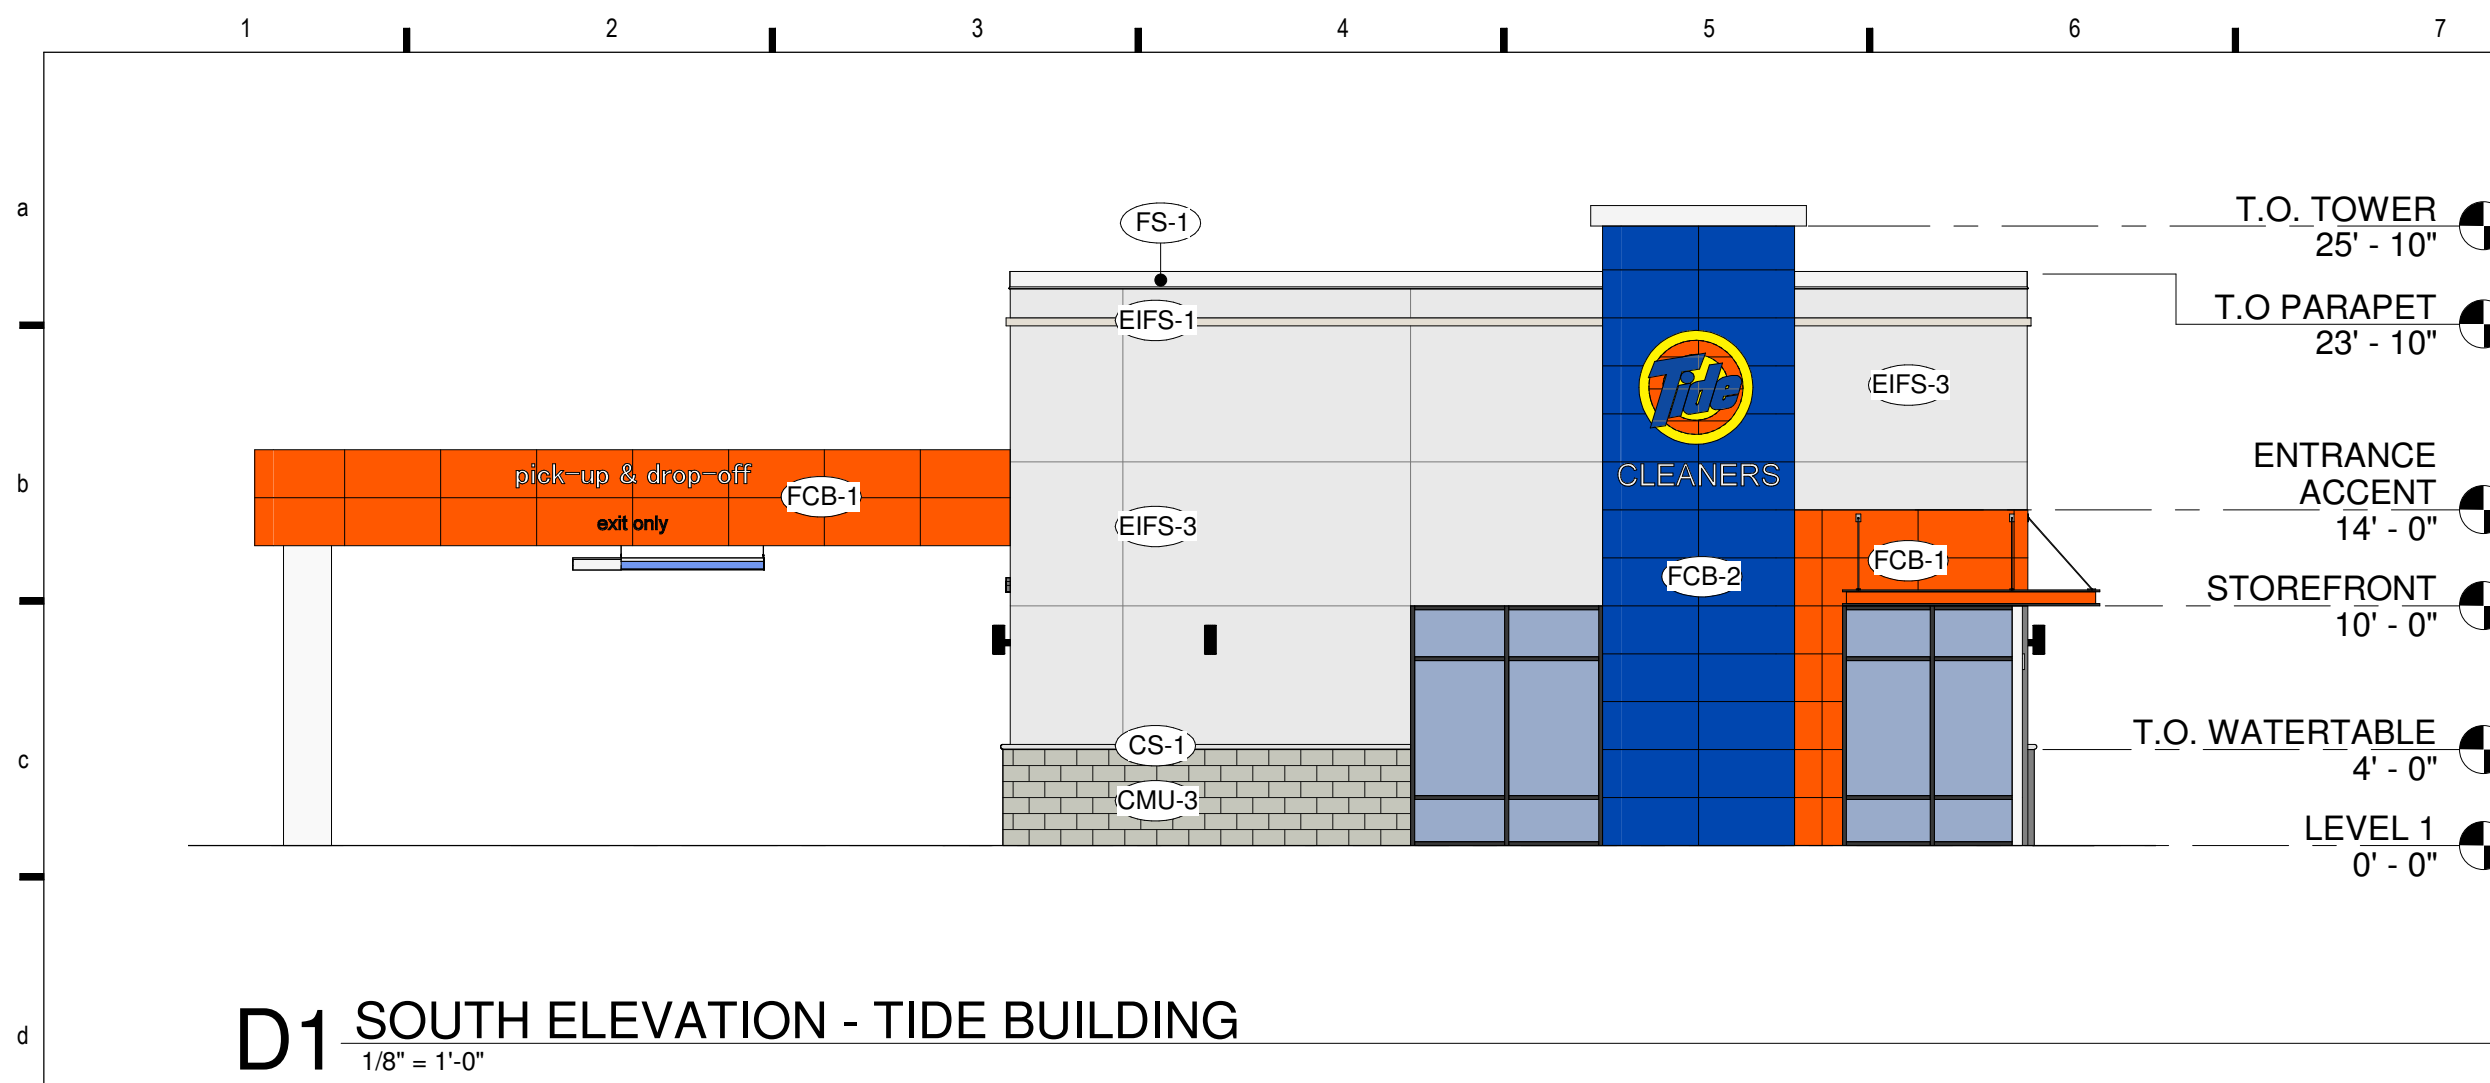 1 2 3 4 5 6 7
a
FS-1
T.O. TOWER
25' - 10"
EIFS-1
T.O PARAPET
23' - 10"
Tide
EIFS-3
b
pick-up & drop-off
CLEANERS
ENTRANCE
ACCENT
14' - 0"
FCB-1
exit only
EIFS-3
FCB-1
FCB-2
STOREFRONT
10' - 0"
c
CS-1
T.O. WATERTABLE
4' - 0"
CMU-3
LEVEL 1
0' - 0"
d
D1 SOUTH ELEVATION - TIDE BUILDING
1/8" = 1'-0"